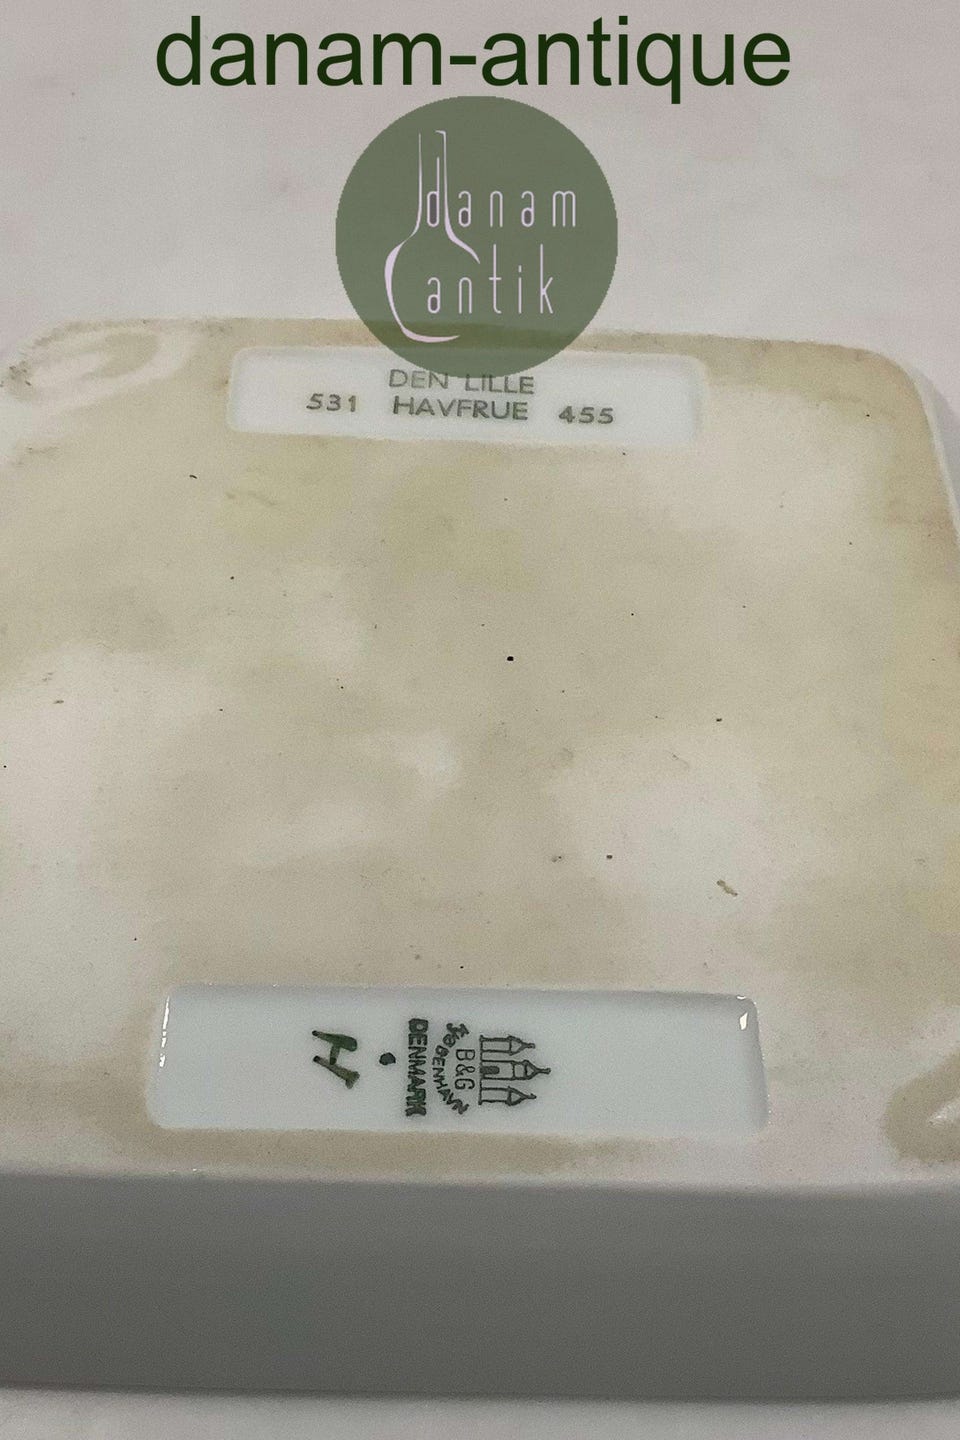 danam-antique
danam
antik
DEN LILLE
531 HAVFRUE 455
B&G
KØBENHAVN
DENMARK
H